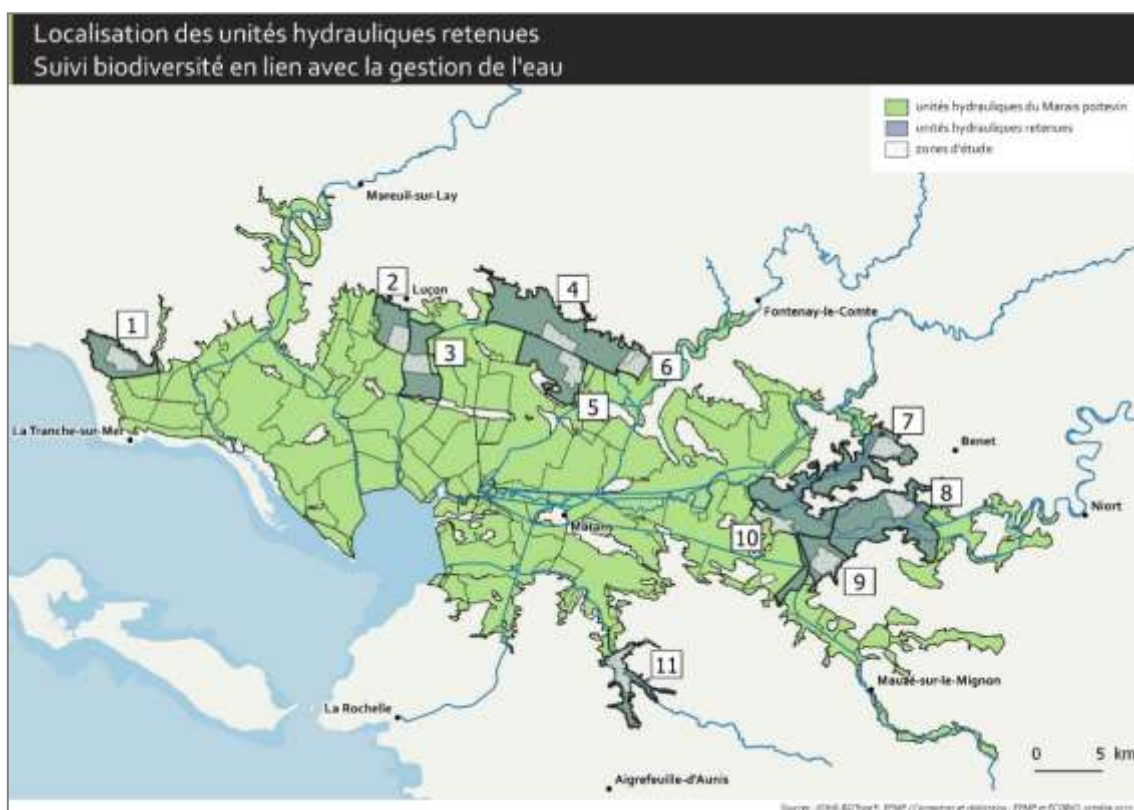 Localisation des unités hydrauliques retenues
Suivi biodiversité en lien avec la gestion de l'eau
unités hydrauliques du Marais poitevin
unités hydrauliques retenues
zones d'étude
Mareuil-sur-Lay
2
Luçon
4
Fontenay-le-Comte
1
3
6
5
La Tranche-sur-Mer
7
Benet
8
Niort
Marans
10
9
11
Mauzé-sur-le-Mignon
La Rochelle
0 5 km
Aigrefeuille-d'Aunis